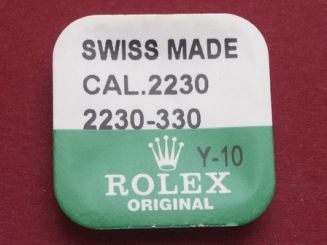 SWISS MADE
CAL.2230
2230-330
Y-10
ROLEX
ORIGINAL